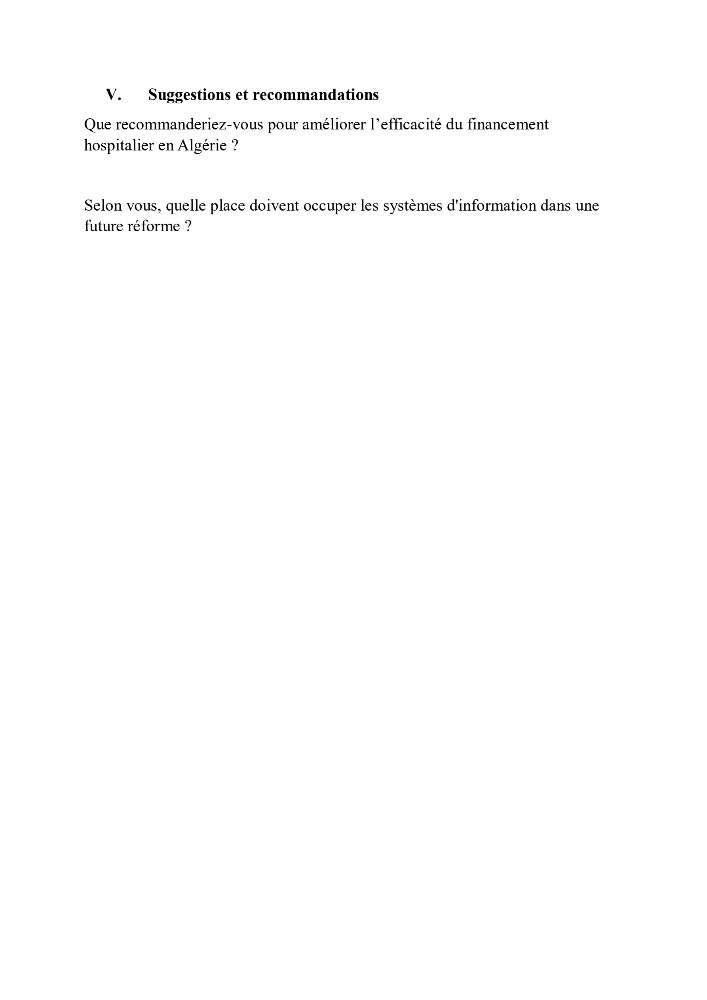 V. Suggestions et recommandations
Que recommanderiez-vous pour améliorer l’efficacité du financement
hospitalier en Algérie ?
Selon vous, quelle place doivent occuper les systèmes d'information dans une
future réforme ?